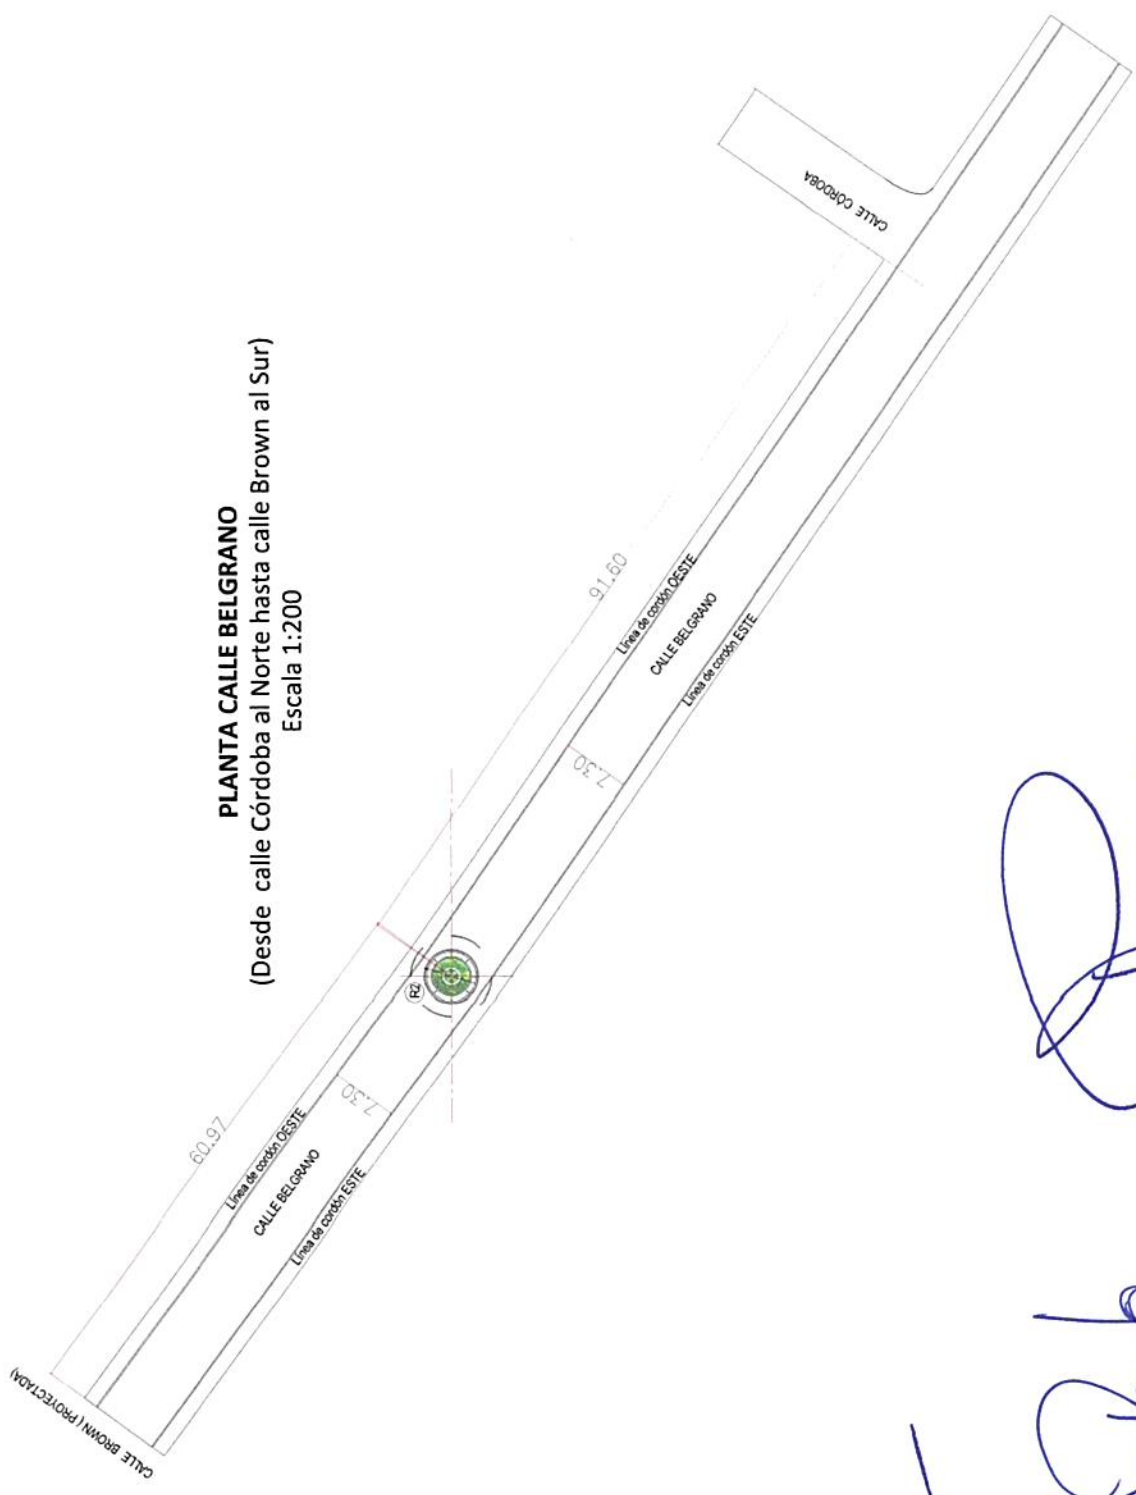 PLANTA CALLE BELGRANO
(Desde calle Córdoba al Norte hasta calle Brown al Sur)
Escala 1:200
CALLE BROWN ( PROYECTADA)
60.97
Línea de cordón OESTE
CALLE BELGRANO
Línea de cordón ESTE
7.30
R2
91.60
7.30
Línea de cordón OESTE
CALLE BELGRANO
Línea de cordón ESTE
CALLE CÓRDOBA